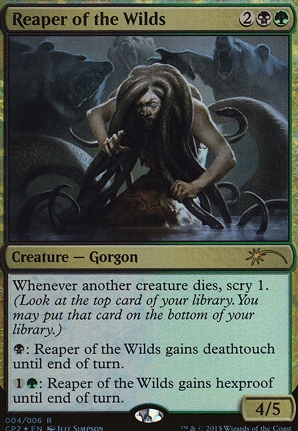 Reaper of the Wilds 2
Creature — Gorgon
Whenever another creature dies, scry 1.
(Look at the top card of your library. You
may put that card on the bottom of your
library.)
: Reaper of the Wilds gains deathtouch
until end of turn.
1 : Reaper of the Wilds gains hexproof
until end of turn.
4/5
004/006 R
CP2 ★ EN Jeff Simpson
™ & © 2015 Wizards of the Coast